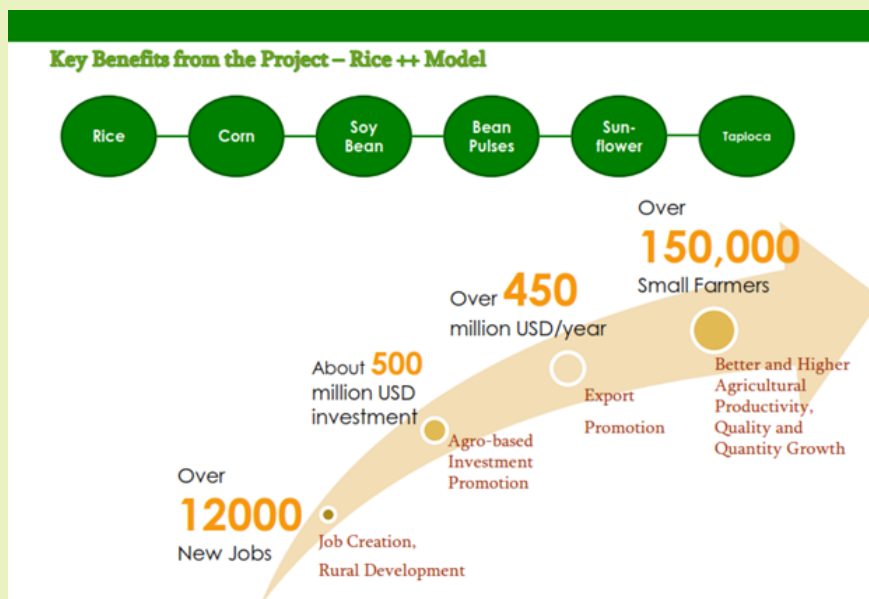 Key Benefits from the Project – Rice ++ Model
Rice
Corn
Soy
Bean
Bean
Pulses
Sun-
flower
Tapioca
Over
150,000
Small Farmers
Over 450
million USD/year
About 500
million USD
investment
Over
12000
New Jobs
Better and Higher
Agricultural
Productivity,
Quality and
Quantity Growth
Export
Promotion
Agro-based
Investment
Promotion
Job Creation,
Rural Development